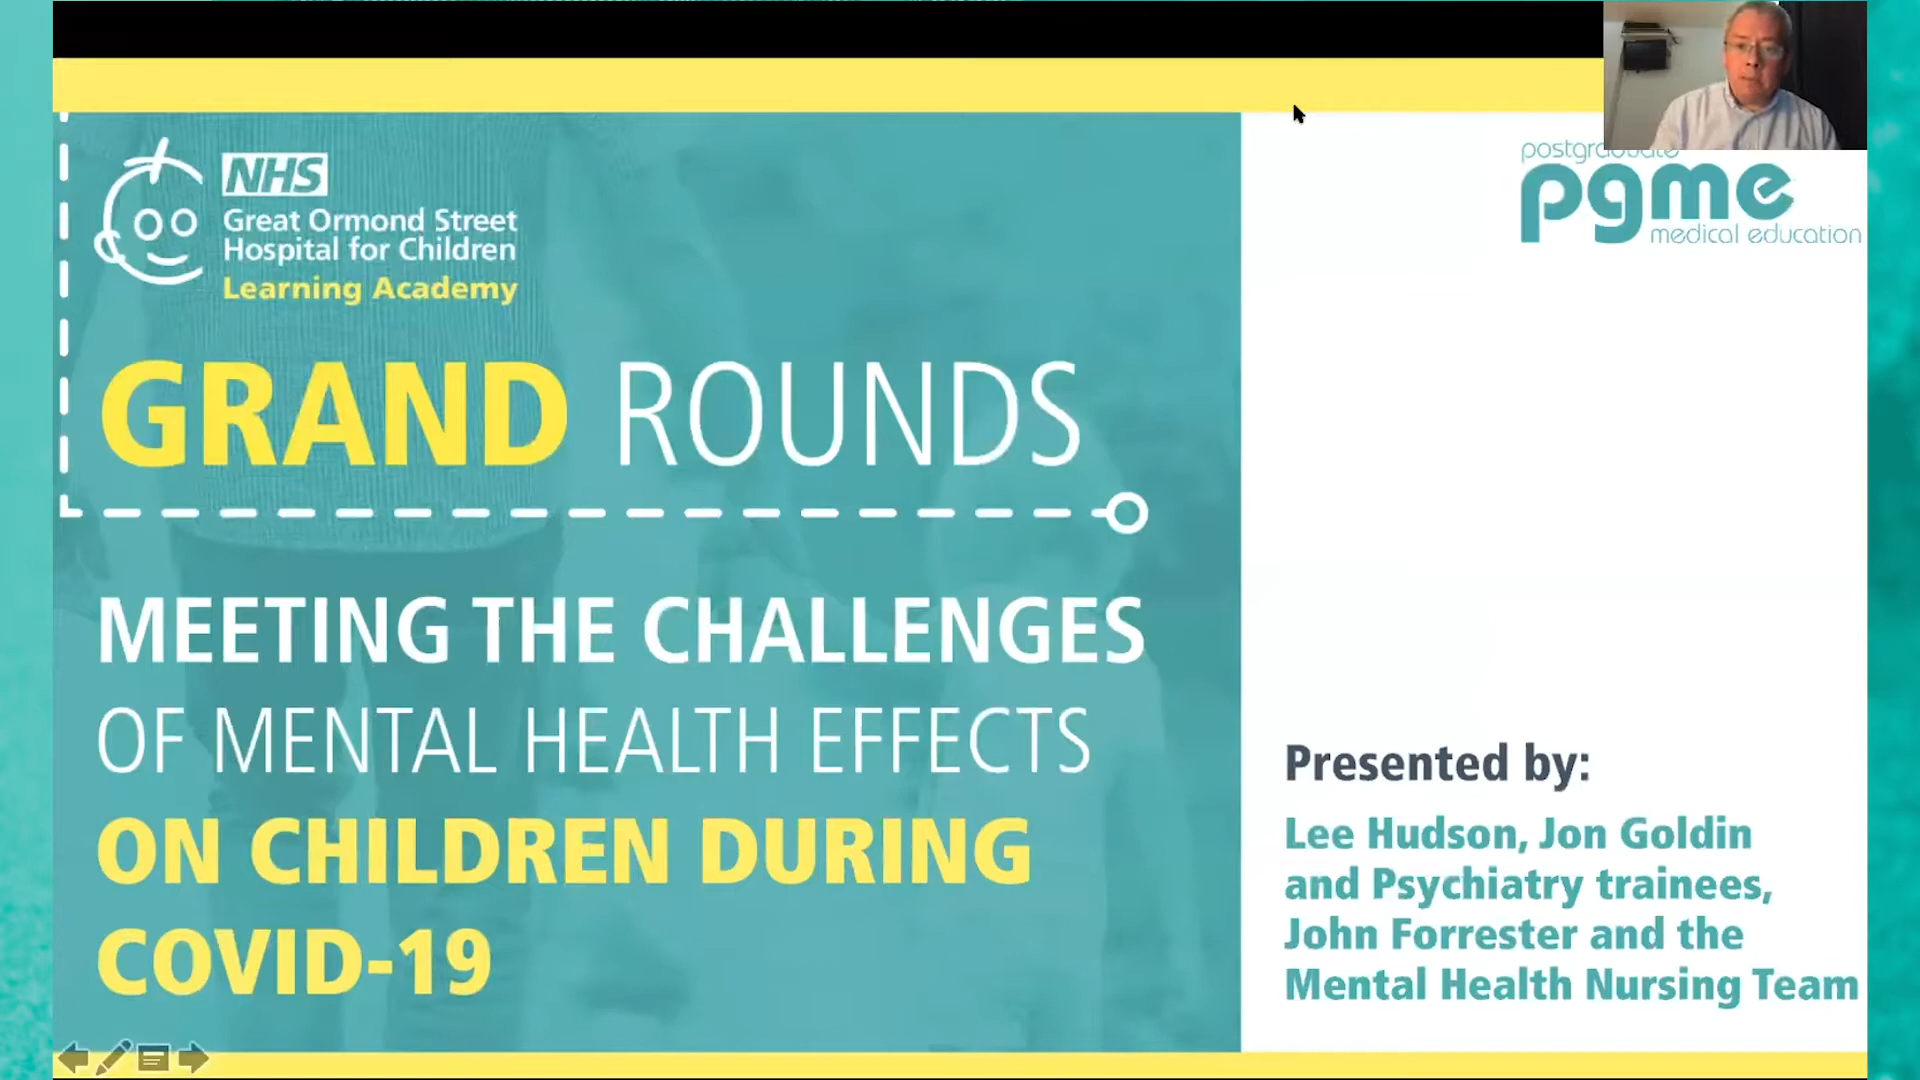 NHS
Great Ormond Street
Hospital for Children
Learning Academy
GRAND ROUNDS
MEETING THE CHALLENGES
OF MENTAL HEALTH EFFECTS
ON CHILDREN DURING
COVID-19
postgraduate
pgme
medical education
Presented by:
Lee Hudson, Jon Goldin
and Psychiatry trainees,
John Forrester and the
Mental Health Nursing Team